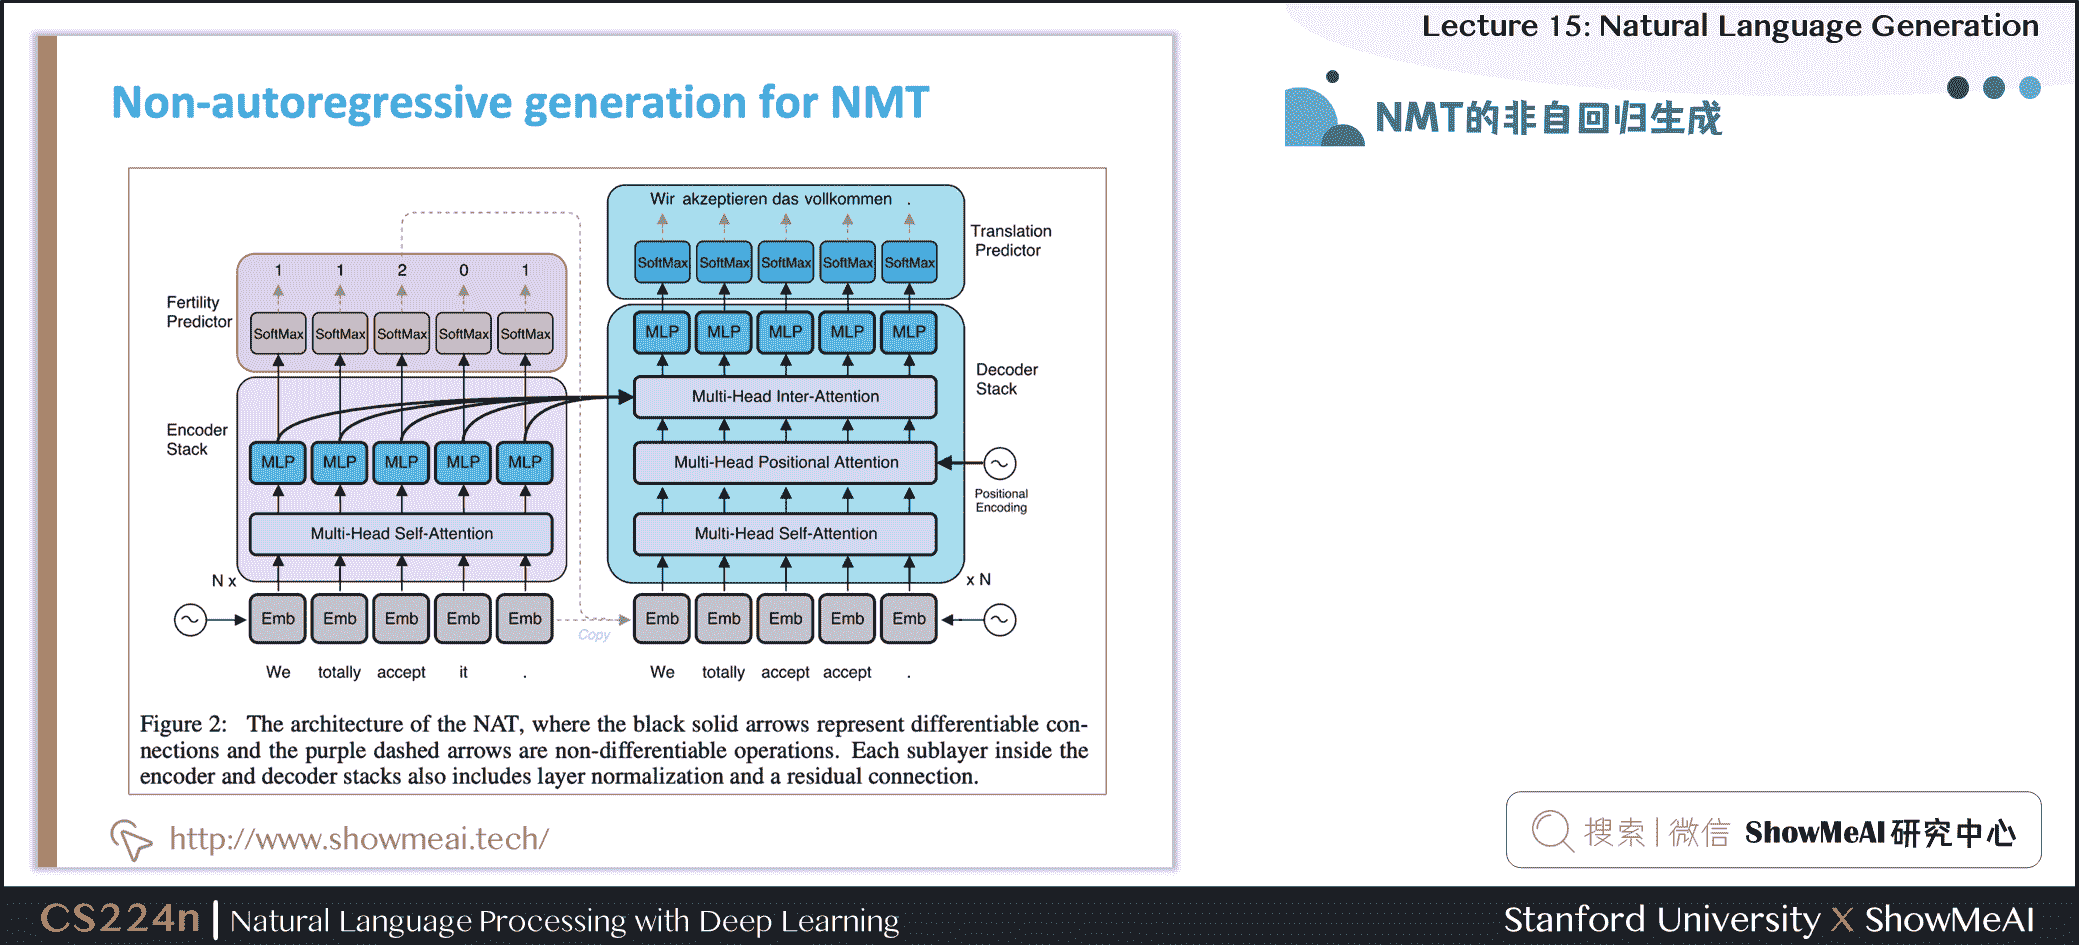 Lecture 15: Natural Language Generation
Non-autoregressive generation for NMT
NMT的非自回归生成
Wir akzeptieren das vollkommen .
Translation
Predictor
SoftMax SoftMax SoftMax SoftMax SoftMax
1 1 2 0 1
Fertility
Predictor
SoftMax SoftMax SoftMax SoftMax SoftMax
MLP MLP MLP MLP MLP
Decoder
Stack
Multi-Head Inter-Attention
Encoder
Stack
MLP MLP MLP MLP MLP
Multi-Head Positional Attention
Positional
Encoding
Multi-Head Self-Attention
Multi-Head Self-Attention
N x
x N
Emb Emb Emb Emb Emb
Copy
Emb Emb Emb Emb Emb
We totally accept it .
We totally accept accept .
Figure 2: The architecture of the NAT, where the black solid arrows represent differentiable con-
nections and the purple dashed arrows are non-differentiable operations. Each sublayer inside the
encoder and decoder stacks also includes layer normalization and a residual connection.
http://www.showmeai.tech/
搜索|微信 ShowMeAI 研究中心
CS224n | Natural Language Processing with Deep Learning
Stanford University X ShowMeAI